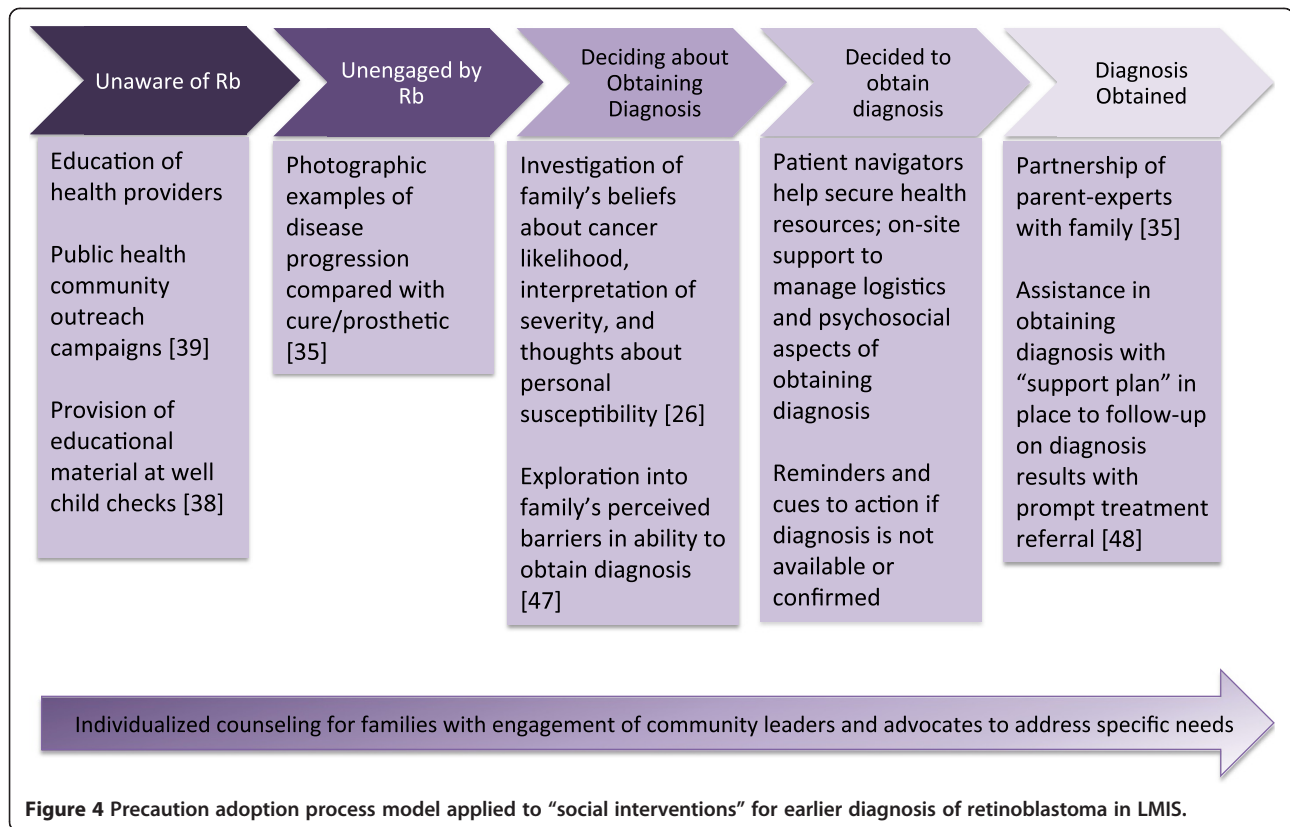 Unaware of Rb
Unengaged by
Rb
Deciding about
Obtaining
Diagnosis
Decided to
obtain
diagnosis
Diagnosis
Obtained
Education of
health providers
Public health
community
outreach
campaigns [39]
Provision of
educational
material at well
child checks [38]
Photographic
examples of
disease
progression
compared with
cure/prosthetic
[35]
Investigation of
family's beliefs
about cancer
likelihood,
interpretation of
severity, and
thoughts about
personal
susceptibility [26]
Exploration into
family's perceived
barriers in ability to
obtain diagnosis
[47]
Patient navigators
help secure health
resources; on-site
support to
manage logistics
and psychosocial
aspects of
obtaining
diagnosis
Reminders and
cues to action if
diagnosis is not
available or
confirmed
Partnership of
parent-experts
with family [35]
Assistance in
obtaining
diagnosis with
“support plan” in
place to follow-up
on diagnosis
results with
prompt treatment
referral [48]
Individualized counseling for families with engagement of community leaders and advocates to address specific needs
Figure 4 Precaution adoption process model applied to “social interventions” for earlier diagnosis of retinoblastoma in LMIS.